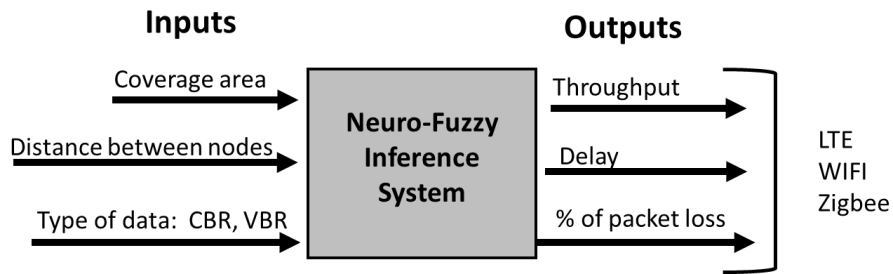 Inputs
Outputs
Coverage area
Distance between nodes
Type of data: CBR, VBR
Neuro-Fuzzy
Inference
System
Throughput
Delay
% of packet loss
LTE
WIFI
Zigbee